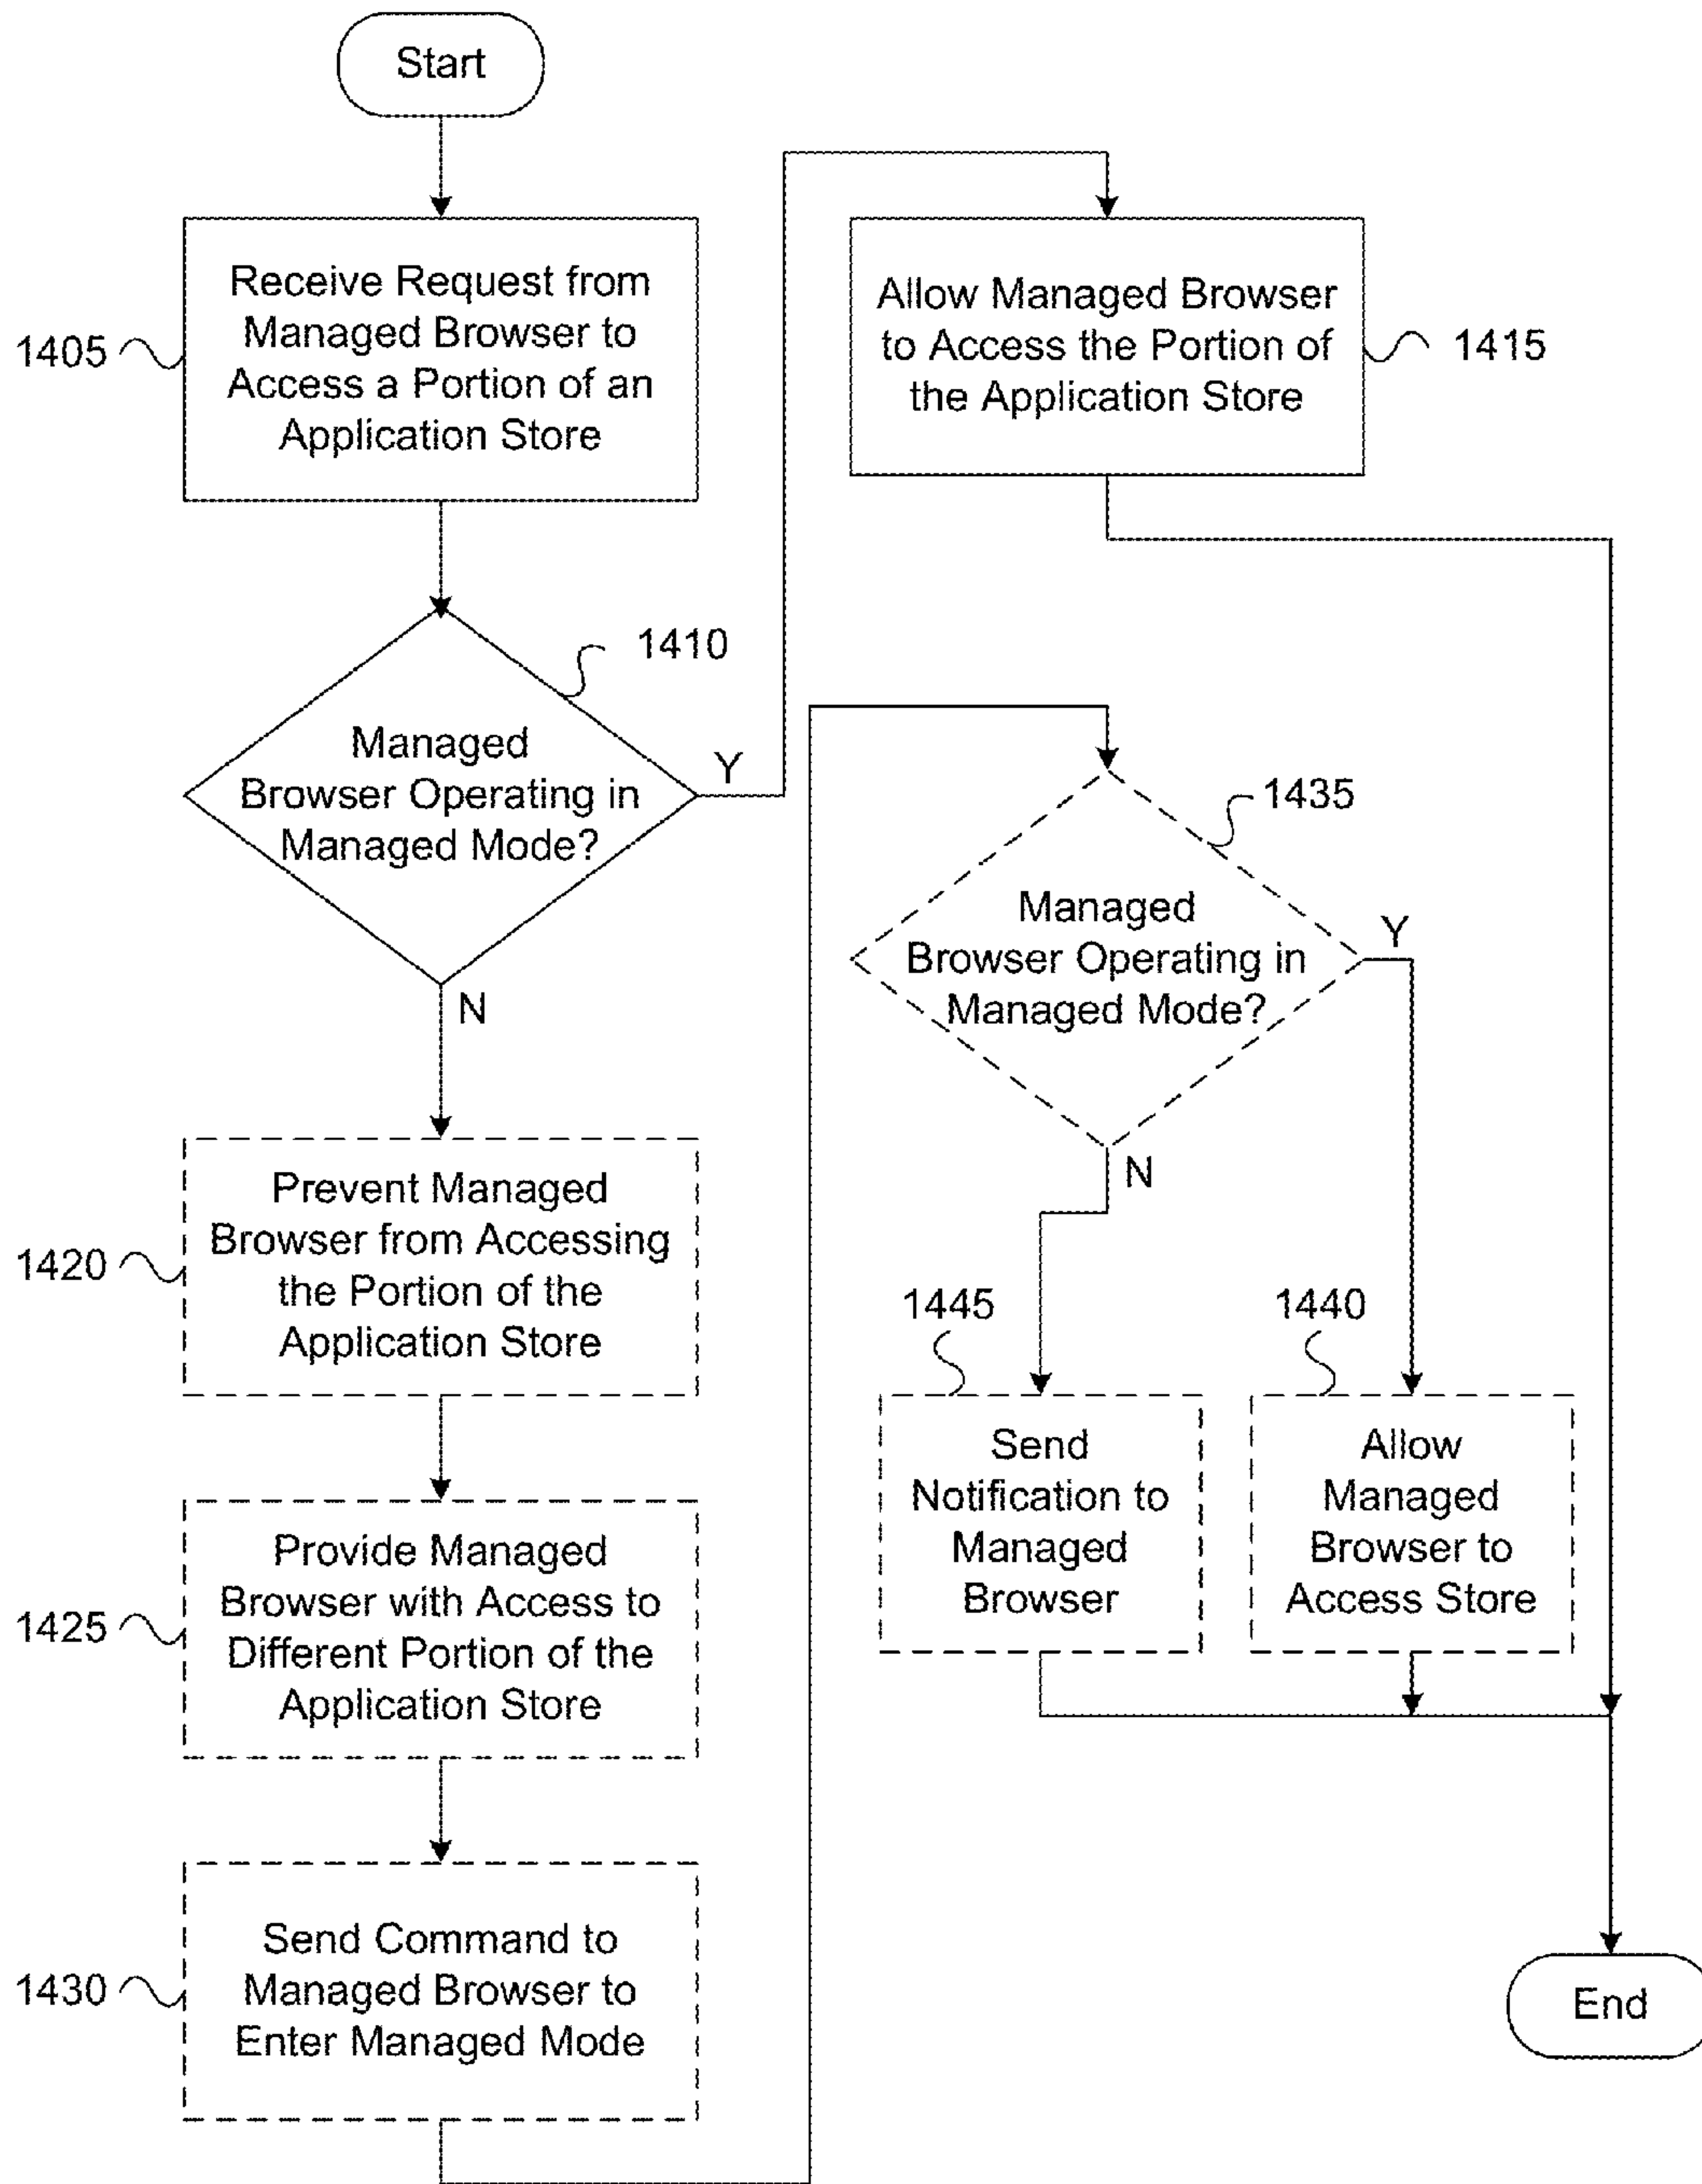 Start
Receive Request from
Managed Browser to
Access a Portion of an
Application Store
1405
Allow Managed Browser
to Access the Portion of
the Application Store
1415
1410
Managed
Browser Operating in
Managed Mode?
Y
N
1435
Managed
Browser Operating in
Managed Mode?
Y
N
Prevent Managed
Browser from Accessing
the Portion of the
Application Store
1420
1445
1440
Send
Notification to
Managed
Browser
Allow
Managed
Browser to
Access Store
Provide Managed
Browser with Access to
Different Portion of the
Application Store
1425
Send Command to
Managed Browser to
Enter Managed Mode
1430
End